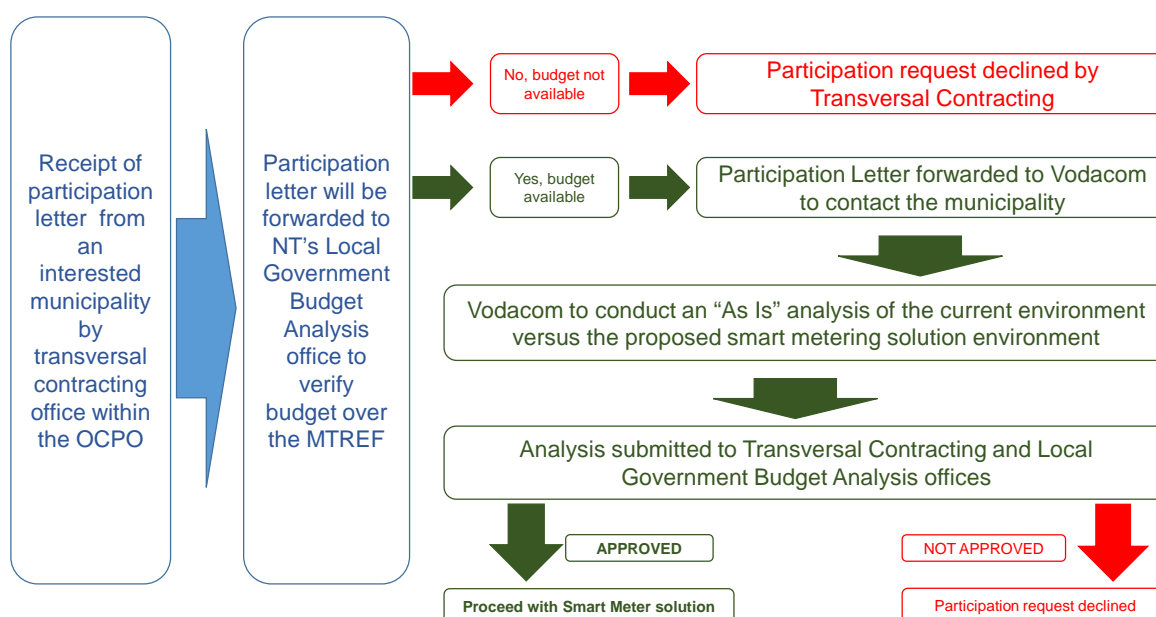 Receipt of
participation
letter from
an
interested
municipality
by
transversal
contracting
office within
the OCPO
Participation
letter will be
forwarded to
NT's Local
Government
Budget
Analysis
office to
verify
budget over
the MTREF
No, budget not
available
Participation request declined by
Transversal Contracting
Yes, budget
available
Participation Letter forwarded to Vodacom
to contact the municipality
Vodacom to conduct an “As Is” analysis of the current environment
versus the proposed smart metering solution environment
Analysis submitted to Transversal Contracting and Local
Government Budget Analysis offices
APPROVED
NOT APPROVED
Proceed with Smart Meter solution
Participation request declined